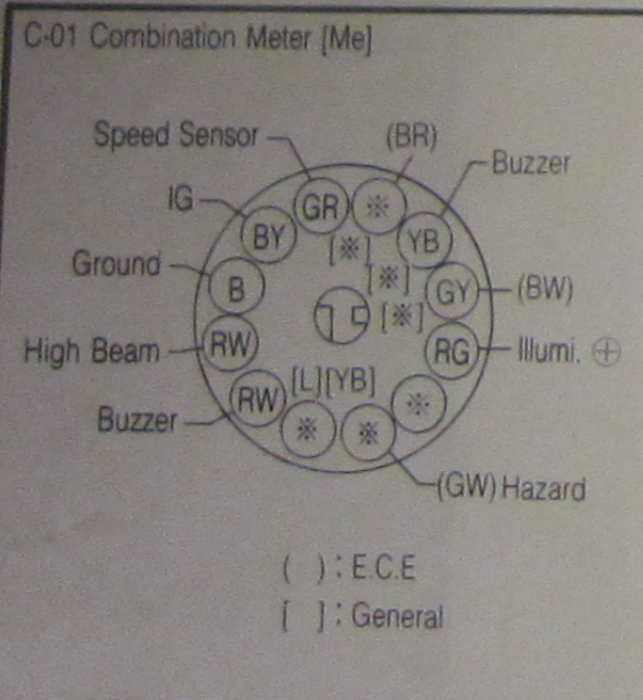 C-01 Combination Meter [Me]
Speed Sensor
(BR)
Buzzer
IG
GR
※
BY
YB
[※]
Ground
[※]
B
GY
(BW)
[※]
High Beam
RW
RG
Illumi. ⊕
[L][YB]
RW
※
Buzzer
※
※
(GW) Hazard
( ) : E.C.E
[ ] : General